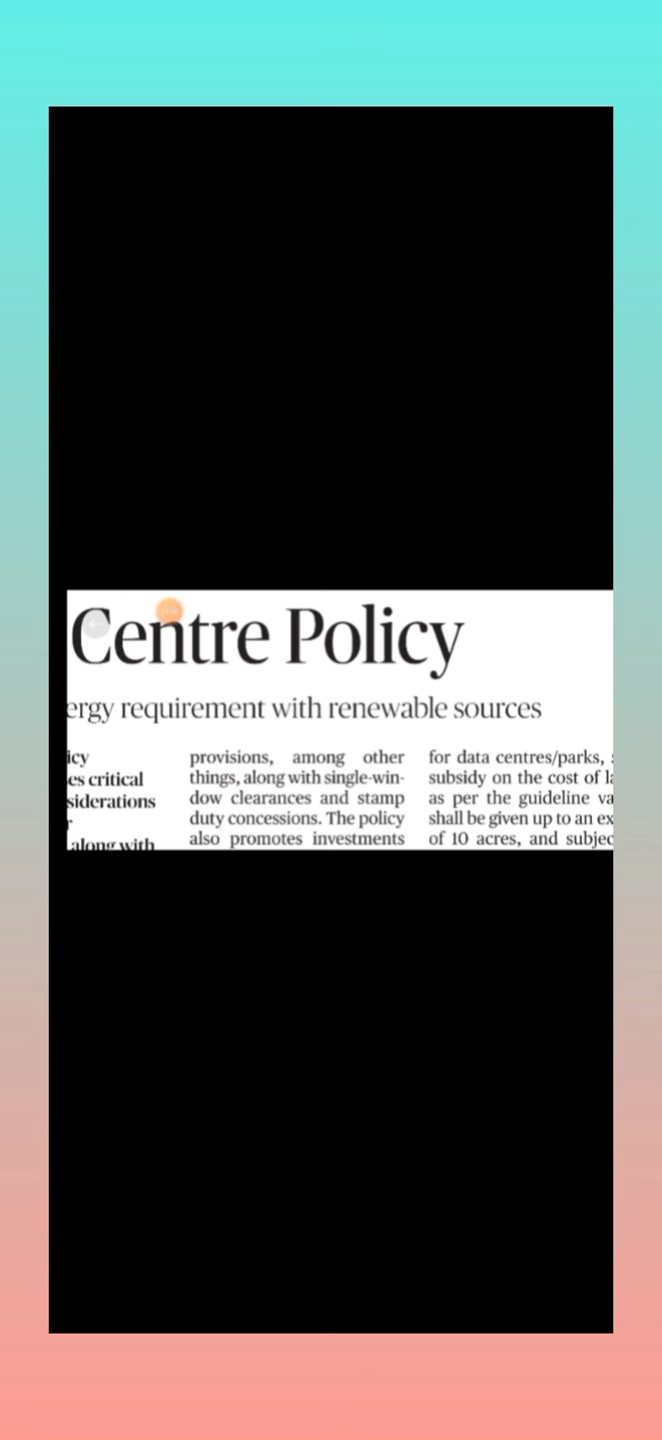 Centre Policy
ergy requirement with renewable sources
icy
es critical
siderations
r
along with
provisions, among other
things, along with single-win-
dow clearances and stamp
duty concessions. The policy
also promotes investments
for data centres/parks,
subsidy on the cost of
as per the guideline
shall be given up to an
of 10 acres, and